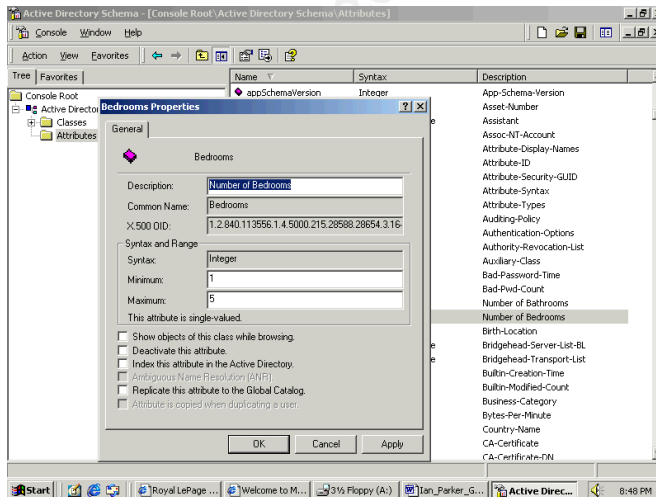 Active Directory Schema - [Console Root\Active Directory Schema\Attributes]
Console Window Help
Action View Favorites
Tree Favorites
Name Syntax Description
Console Root
Active Director
Classes
Attributes
appSchemaVersion Integer App-Schema-Version
Asset-Number
Assistant
Assoc-NT-Account
Attribute-Display-Names
Attribute-ID
Attribute-Security-GUID
Attribute-Syntax
Attribute-Types
Auditing-Policy
Authentication-Options
Authority-Revocation-List
Auxiliary-Class
Bad-Password-Time
Bad-Pwd-Count
Number of Bathrooms
Number of Bedrooms
Birth-Location
Bridgehead-Server-List-BL
Bridgehead-Transport-List
Builtin-Creation-Time
Builtin-Modified-Count
Business-Category
Bytes-Per-Minute
Country-Name
CA-Certificate
CA-Certificate-DN
Bedrooms Properties
General
Bedrooms
Description: Number of Bedrooms
Common Name: Bedrooms
X.500 OID: 1.2.840.113556.1.4.5000.215.28588.28654.3.16-
Syntax and Range
Syntax: Integer
Minimum: 1
Maximum: 5
This attribute is single-valued.
Show objects of this class while browsing.
Deactivate this attribute.
Index this attribute in the Active Directory.
Ambiguous Name Resolution (ANR).
Replicate this attribute to the Global Catalog.
Attribute is copied when duplicating a user.
OK Cancel Apply
Start Royal LePage ... Welcome to M... 3½ Floppy (A:) Ian_Parker_G... Active Direc... 8:48 PM